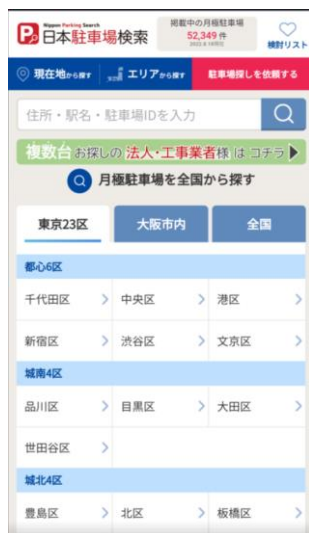 Nippon Parking Search
日本駐車場検索
掲載中の月極駐車場
52,349 件
検討リスト
現在地から探す
エリアから探す
駐車場探しを依頼する
住所・駅名・駐車場IDを入力
複数台お探しの法人・工事業者様はコチラ▶
月極駐車場を全国から探す
東京23区 大阪市内 全国
都心6区
千代田区 中央区 港区
新宿区 渋谷区 文京区
城南4区
品川区 目黒区 大田区
世田谷区
城北4区
豊島区 北区 板橋区